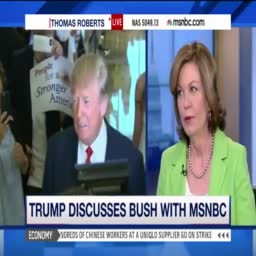 THOMAS ROBERTS
LIVE
NAS 5049.13
msnbc.com
People
For a
Stronger
America
TRUMP DISCUSSES BUSH WITH MSNBC
ECONOMY
NDREDS OF CHINESE WORKERS AT A UNIQLO SUPPLIER GO ON STRIKE